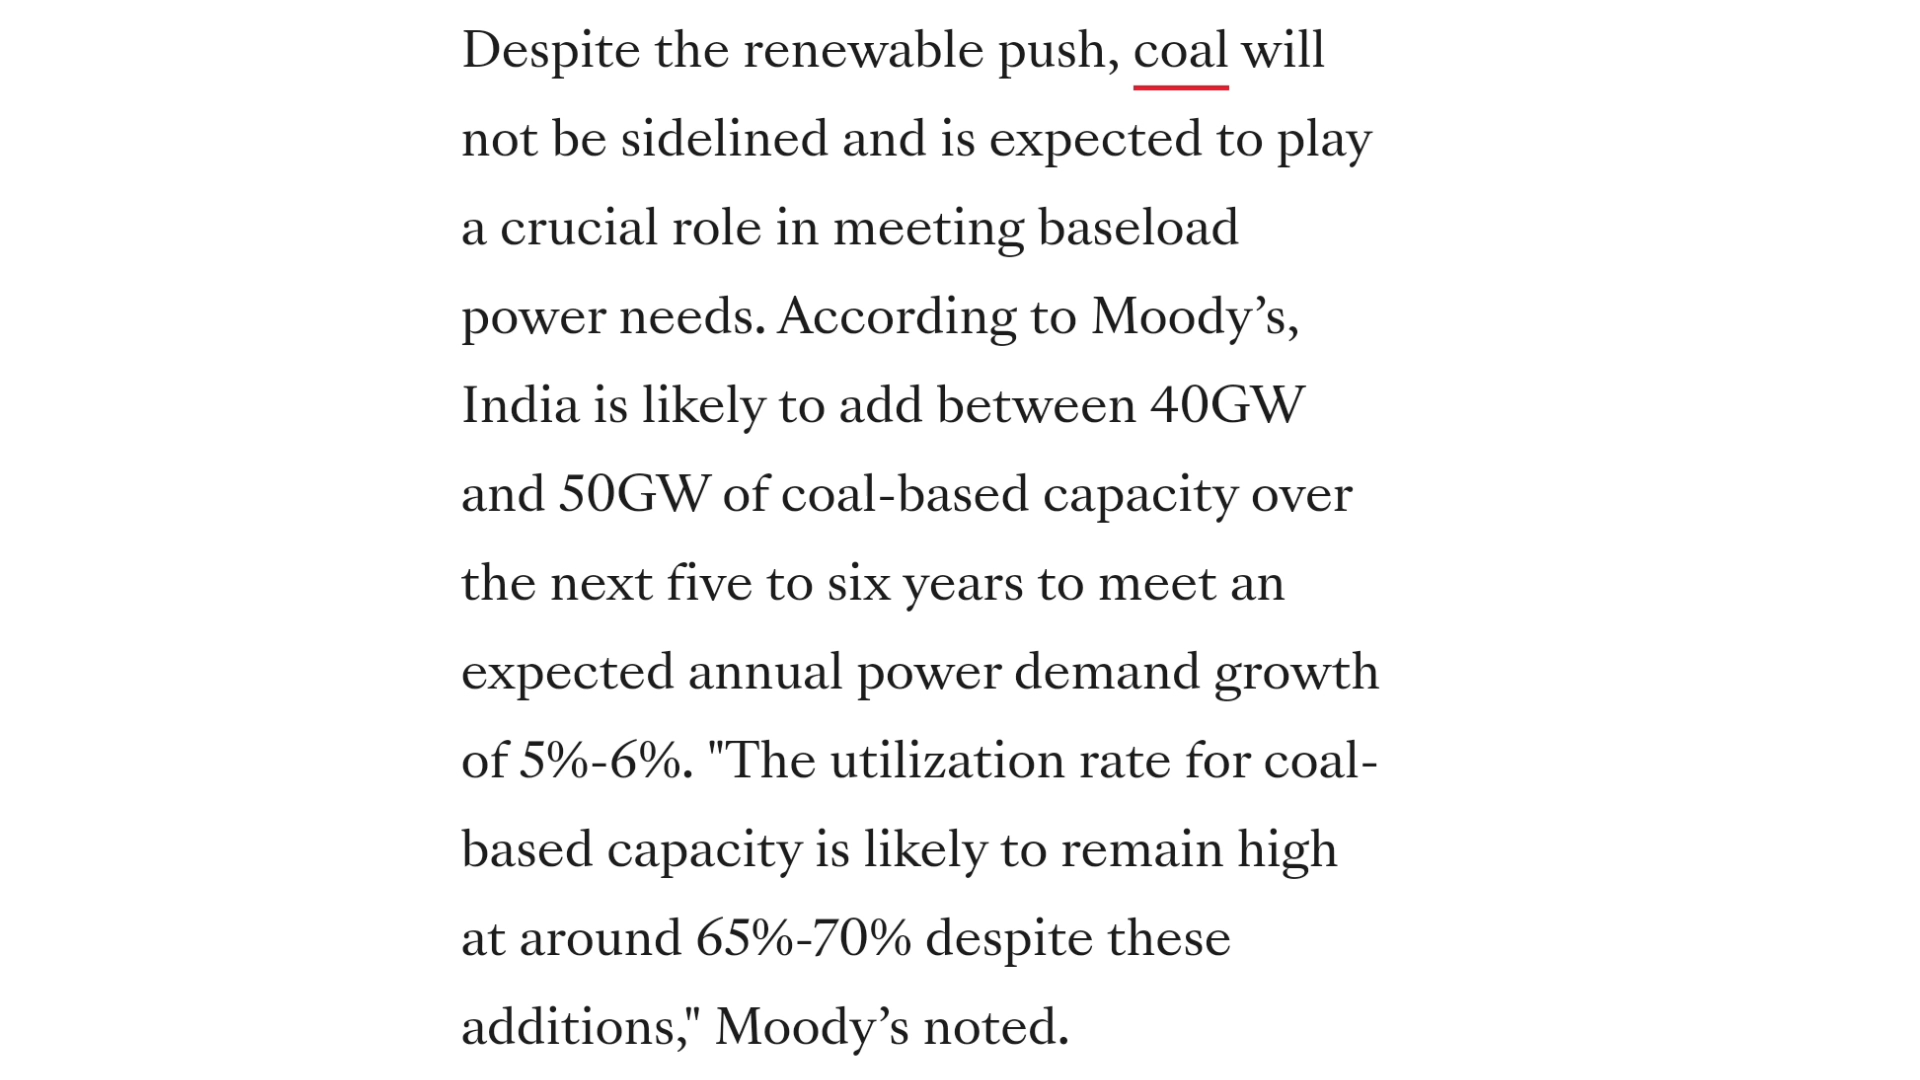 Despite the renewable push, coal will
not be sidelined and is expected to play
a crucial role in meeting baseload
power needs. According to Moody’s,
India is likely to add between 40GW
and 50GW of coal-based capacity over
the next five to six years to meet an
expected annual power demand growth
of 5%-6%. "The utilization rate for coal-
based capacity is likely to remain high
at around 65%-70% despite these
additions," Moody’s noted.